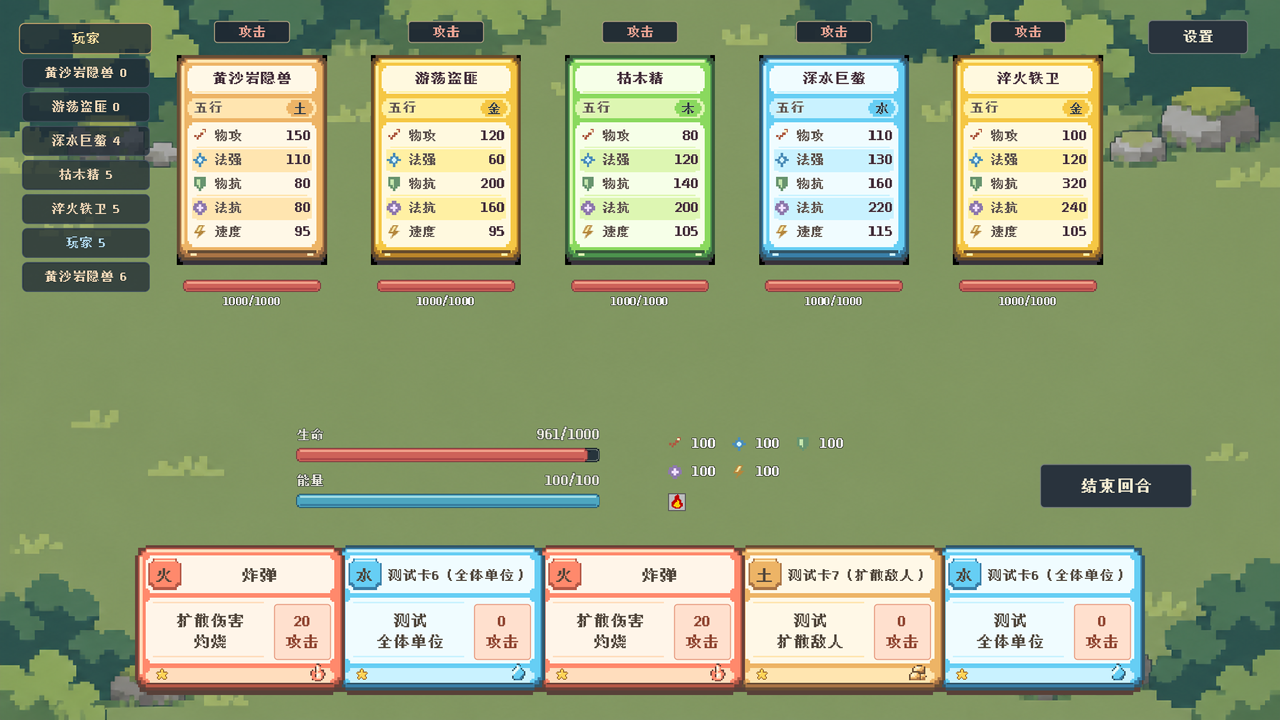 玩家
黄沙岩隐兽 0
游荡盗匪 0
深水巨螯 4
枯木精 5
淬火铁卫 5
玩家 5
黄沙岩隐兽 6
攻击
黄沙岩隐兽
五行 土
物攻 150
法强 110
物抗 80
法抗 80
速度 95
1000/1000
攻击
游荡盗匪
五行 金
物攻 120
法强 60
物抗 200
法抗 160
速度 95
1000/1000
攻击
枯木精
五行 木
物攻 80
法强 120
物抗 140
法抗 200
速度 105
1000/1000
攻击
深水巨螯
五行 水
物攻 110
法强 130
物抗 160
法抗 220
速度 115
1000/1000
攻击
淬火铁卫
五行 金
物攻 100
法强 120
物抗 320
法抗 240
速度 105
1000/1000
设置
生命 961/1000
能量 100/100
100 100 100
100 100
结束回合
火 炸弹
扩散伤害
灼烧
20
攻击
水 测试卡6（全体单位）
测试
全体单位
0
攻击
火 炸弹
扩散伤害
灼烧
20
攻击
土 测试卡7（扩散敌人）
测试
扩散敌人
0
攻击
水 测试卡6（全体单位）
测试
全体单位
0
攻击